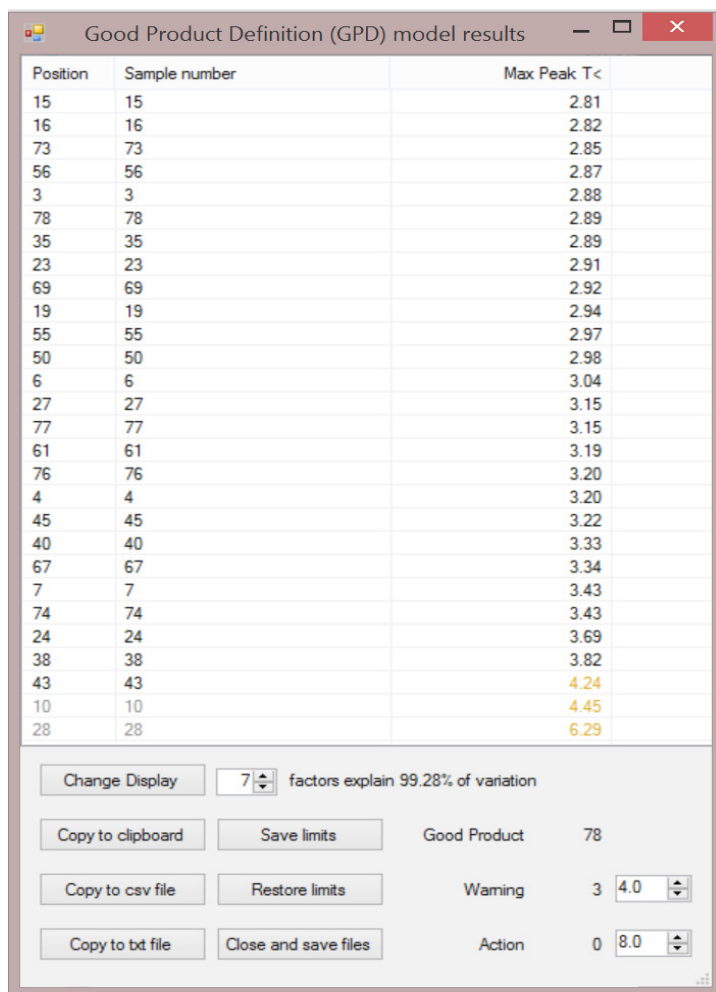 Good Product Definition (GPD) model results
Position Sample number Max Peak T<
15 15 2.81
16 16 2.82
73 73 2.85
56 56 2.87
3 3 2.88
78 78 2.89
35 35 2.89
23 23 2.91
69 69 2.92
19 19 2.94
55 55 2.97
50 50 2.98
6 6 3.04
27 27 3.15
77 77 3.15
61 61 3.19
76 76 3.20
4 4 3.20
45 45 3.22
40 40 3.33
67 67 3.34
7 7 3.43
74 74 3.43
24 24 3.69
38 38 3.82
43 43 4.24
10 10 4.45
28 28 6.29
Change Display 7 factors explain 99.28% of variation
Copy to clipboard Save limits Good Product 78
Copy to csv file Restore limits Warning 3 4.0
Copy to txt file Close and save files Action 0 8.0